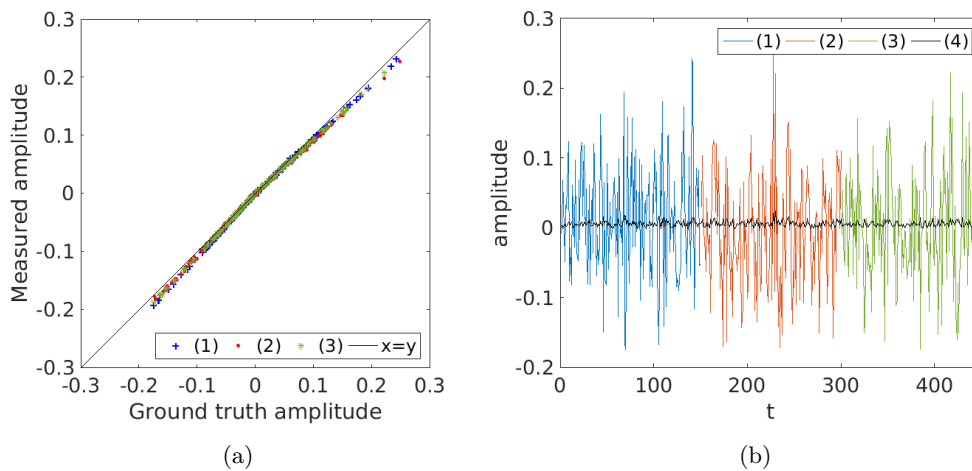 0.3
0.2
0.1
0
-0.1
-0.2
-0.3
Measured amplitude
(1) (2) (3) x=y
-0.3 -0.2 -0.1 0 0.1 0.2 0.3
Ground truth amplitude
(a)
0.3
0.2
0.1
0
-0.1
-0.2
amplitude
(1) (2) (3) (4)
0 100 200 300 400
t
(b)